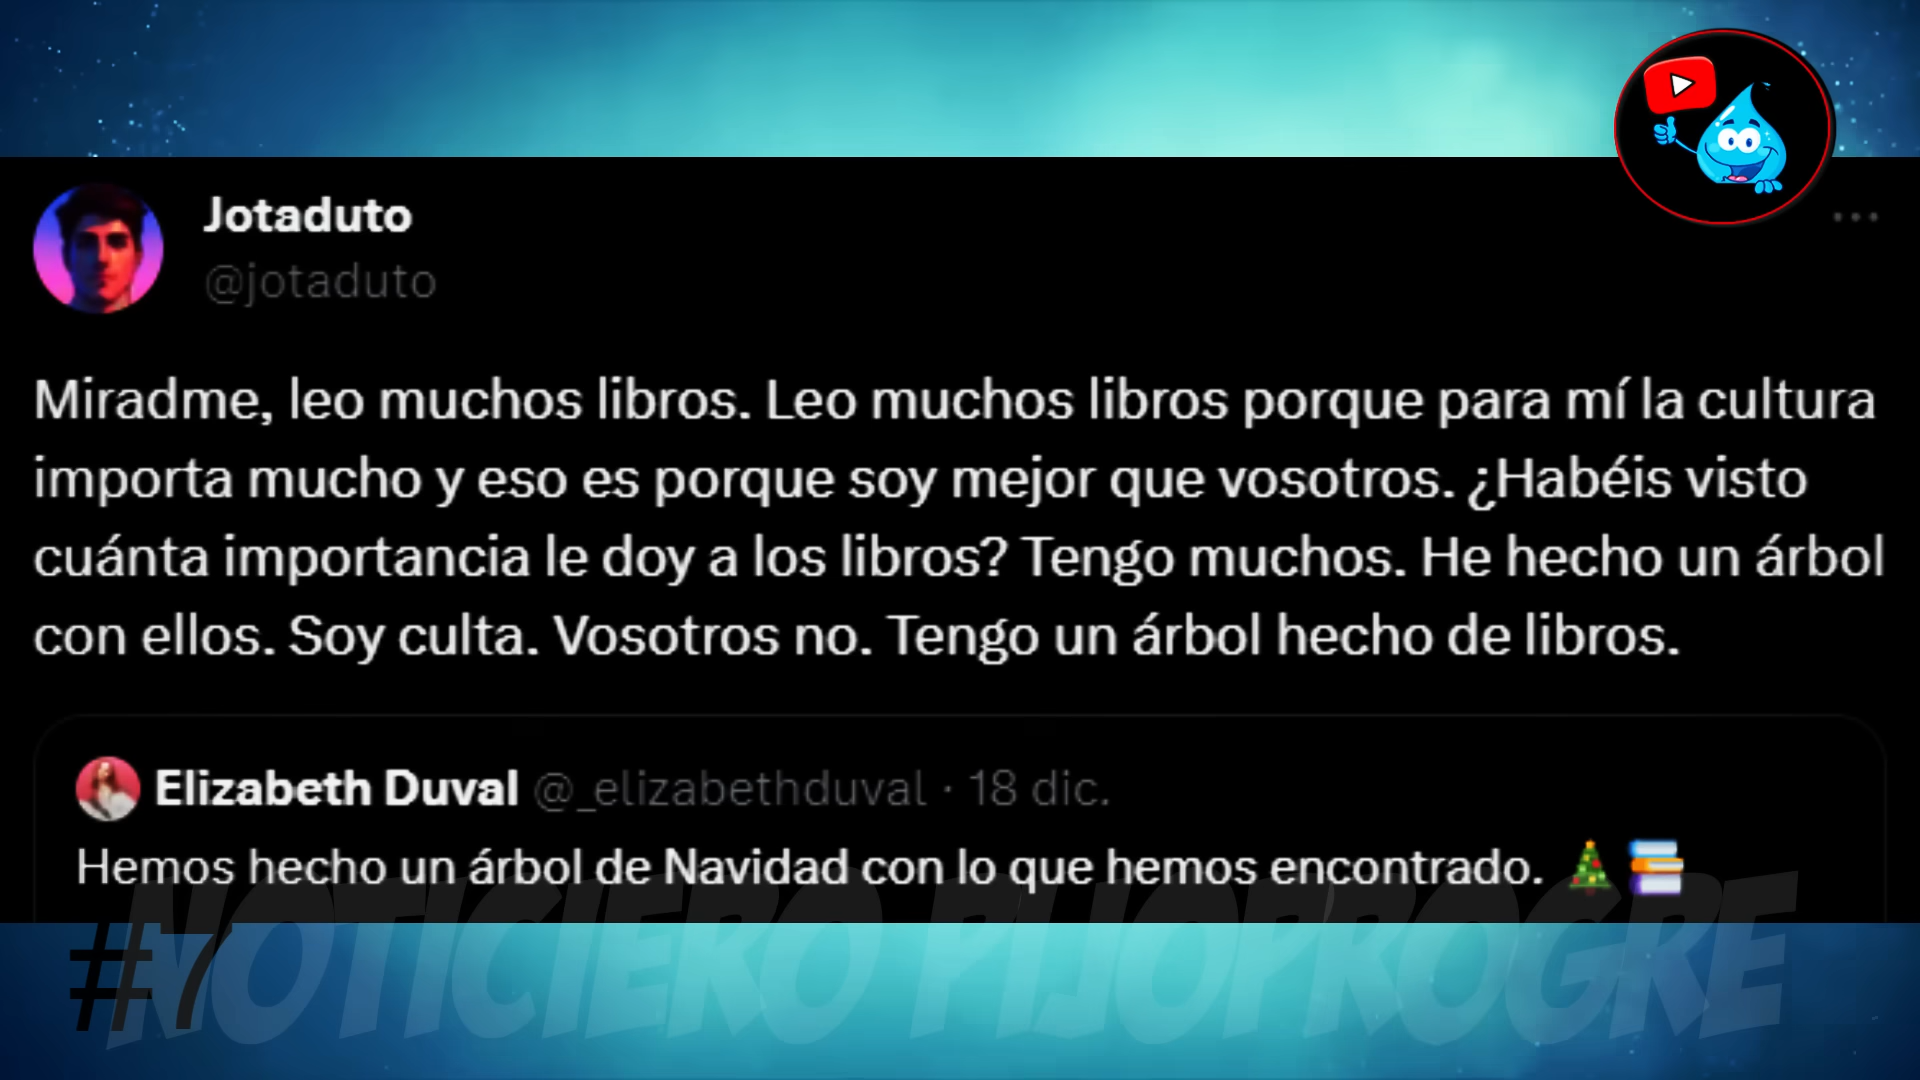 Jotaduto
@jotaduto
Miradme, leo muchos libros. Leo muchos libros porque para mí la cultura
importa mucho y eso es porque soy mejor que vosotros. ¿Habéis visto
cuánta importancia le doy a los libros? Tengo muchos. He hecho un árbol
con ellos. Soy culta. Vosotros no. Tengo un árbol hecho de libros.
Elizabeth Duval @_elizabethduval · 18 dic.
Hemos hecho un árbol de Navidad con lo que hemos encontrado. 🎄 📚
#7
NOTICIERO PIJOPROGRE